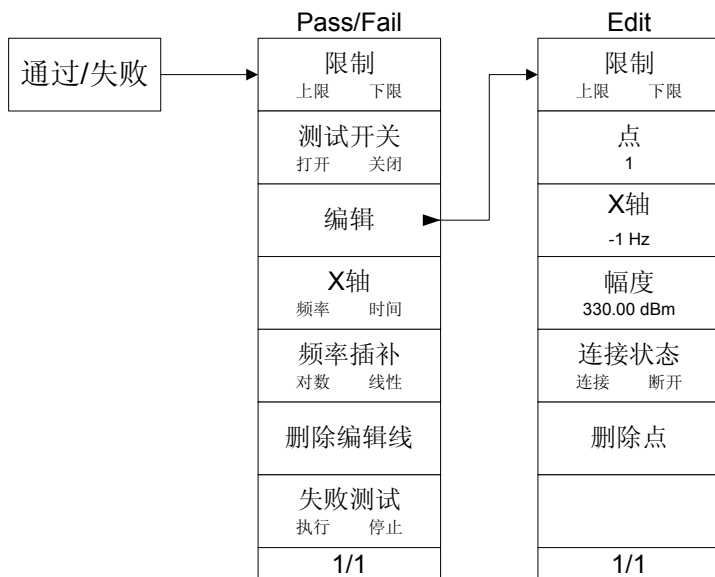 通过/失败
Pass/Fail
限制
上限 下限
测试开关
打开 关闭
编辑
X轴
频率 时间
频率插补
对数 线性
删除编辑线
失败测试
执行 停止
1/1
Edit
限制
上限 下限
点
1
X轴
-1 Hz
幅度
330.00 dBm
连接状态
连接 断开
删除点
1/1